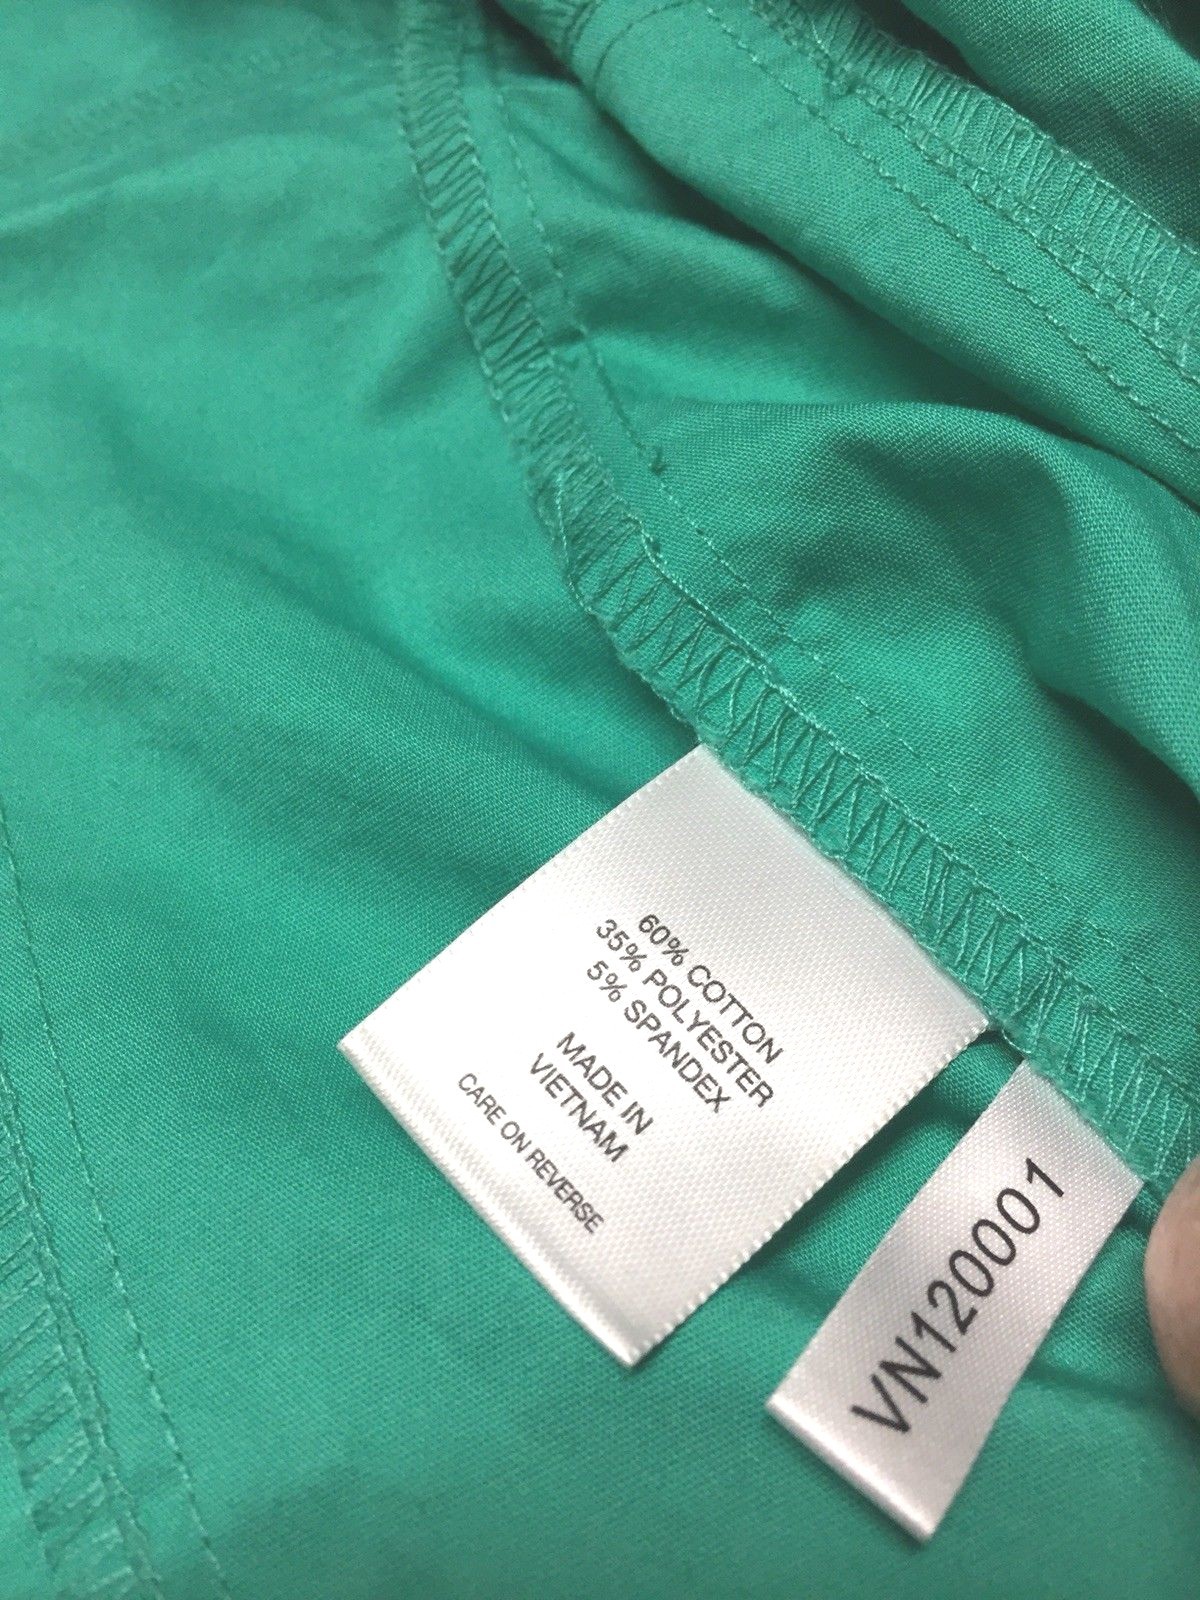 60% COTTON
35% POLYESTER
5% SPANDEX
MADE IN
VIETNAM
CARE ON REVERSE
VN120001